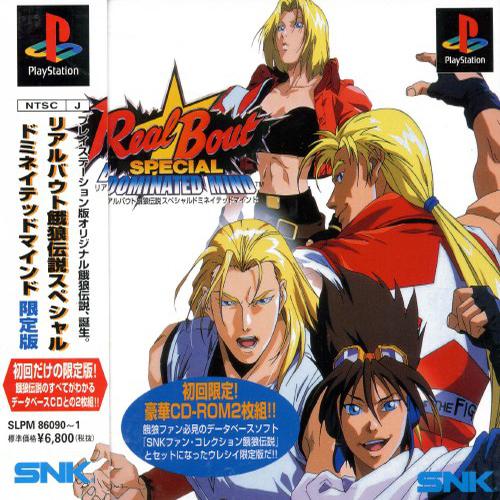 PlayStation
NTSC J
プレイステーション版オリジナル餓狼伝説、誕生。
リアルバウト餓狼伝説スペシャル
ドミネイテッドマインド 限定版
初回だけの限定版!
餓狼伝説のすべてがわかる
データベースCDとの2枚組!!
SLPM 86090~1
標準価格¥6,800(税抜)
SNK
PlayStation
Real Bout
SPECIAL
DOMINATED MIND
リアルバウト餓狼伝説スペシャルドミネイテッドマインド
初回限定!
豪華CD-ROM2枚組!!
餓狼ファン必見のデータベースソフト
「SNKファン・コレクション餓狼伝説」
とセットになったウレシイ限定版だ!!
OF THE FIG
SNK